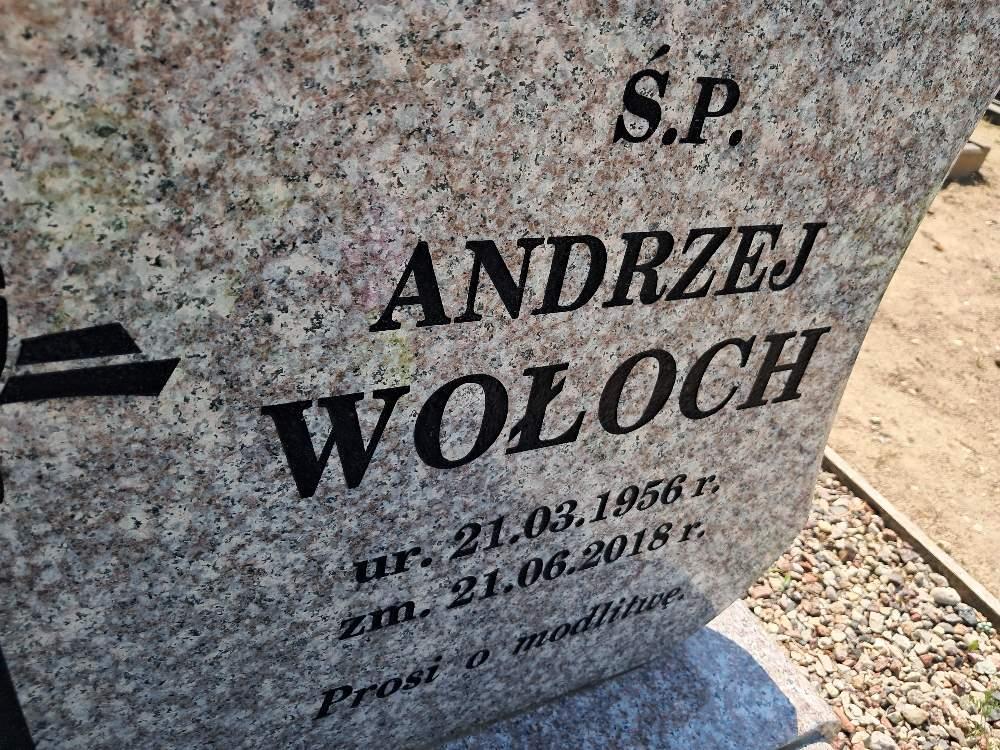 Ś.P.
ANDRZEJ
WOŁOCH
ur. 21.03.1956 r.
zm. 21.06.2018 r.
Prosi o modlitwę.